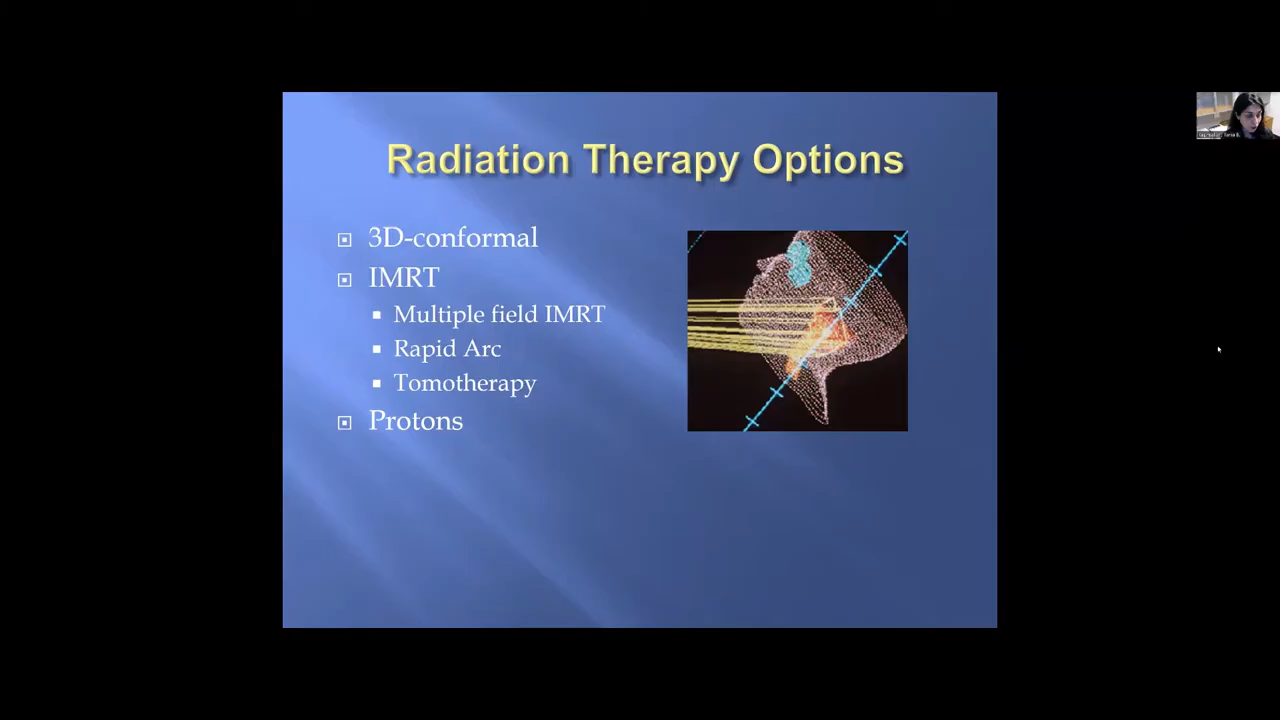 Radiation Therapy Options
3D-conformal
IMRT
Multiple field IMRT
Rapid Arc
Tomotherapy
Protons